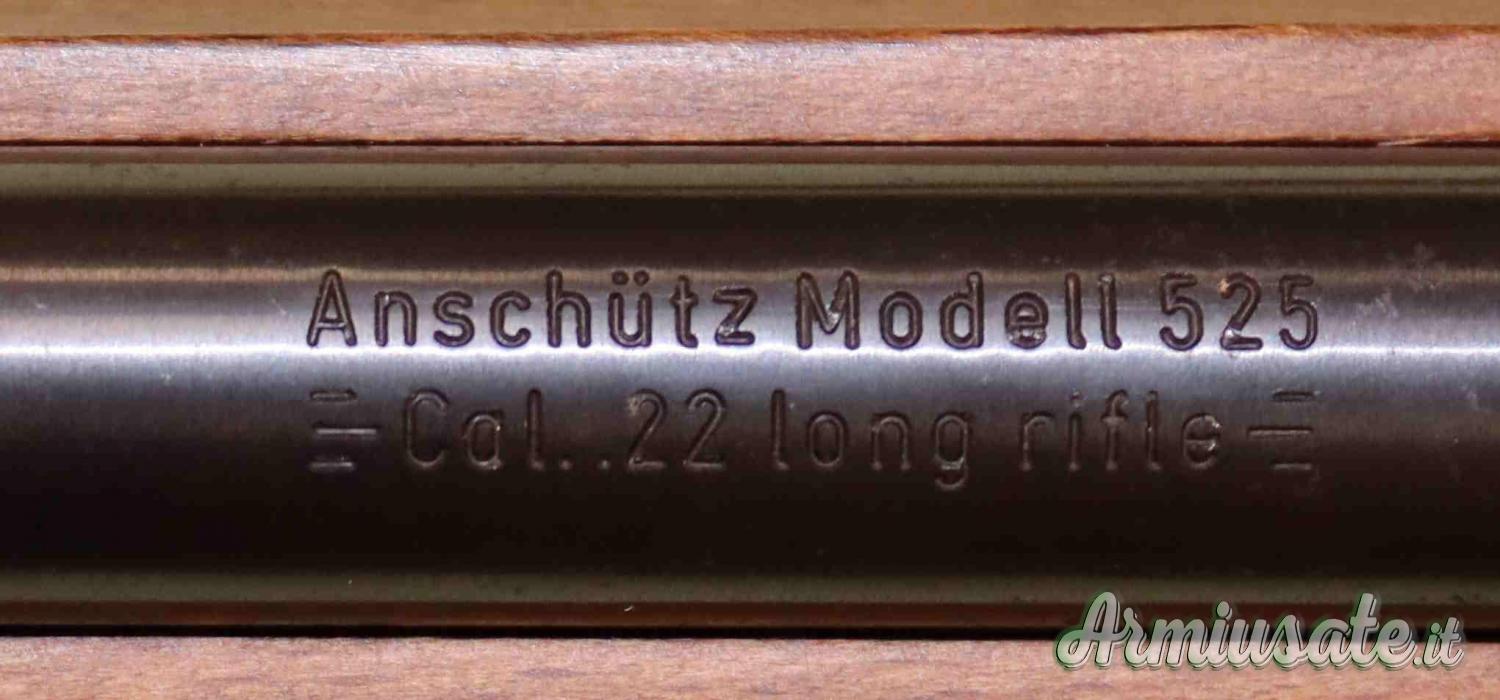 Anschütz Modell 525
Cal. .22 long rifle
Armiusate.it